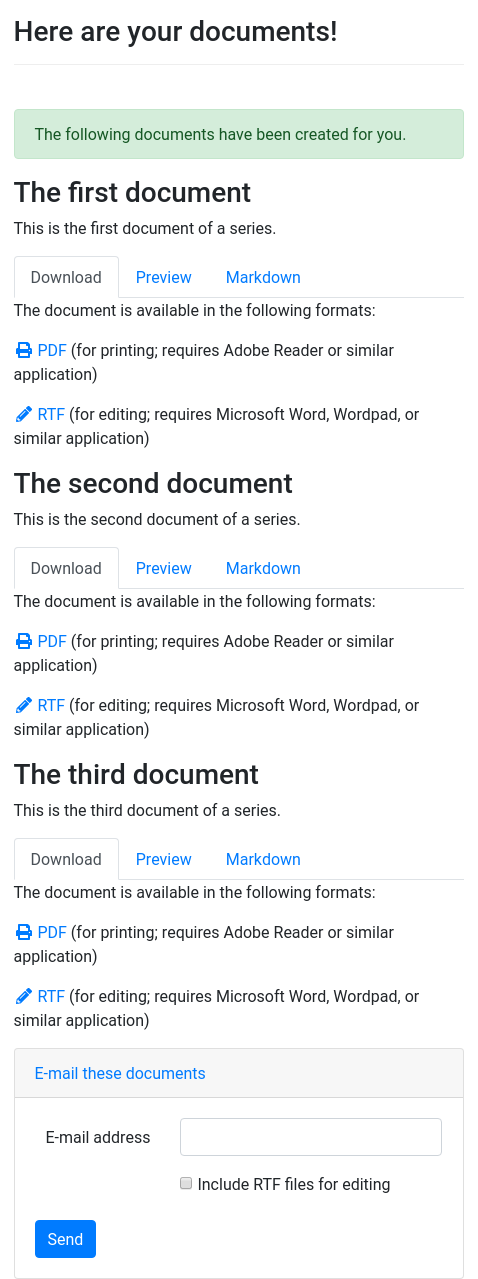 Here are your documents!
The following documents have been created for you.
The first document
This is the first document of a series.
Download Preview Markdown
The document is available in the following formats:
PDF (for printing; requires Adobe Reader or similar
application)
RTF (for editing; requires Microsoft Word, Wordpad, or
similar application)
The second document
This is the second document of a series.
Download Preview Markdown
The document is available in the following formats:
PDF (for printing; requires Adobe Reader or similar
application)
RTF (for editing; requires Microsoft Word, Wordpad, or
similar application)
The third document
This is the third document of a series.
Download Preview Markdown
The document is available in the following formats:
PDF (for printing; requires Adobe Reader or similar
application)
RTF (for editing; requires Microsoft Word, Wordpad, or
similar application)
E-mail these documents
E-mail address
Include RTF files for editing
Send